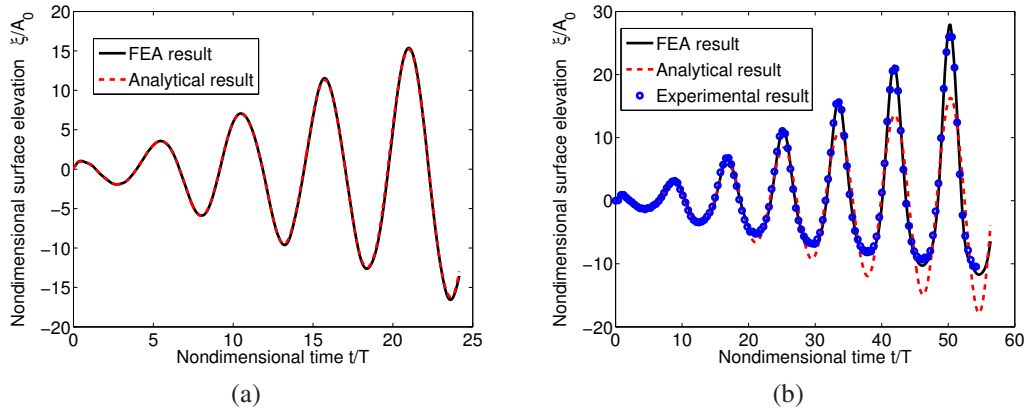 20
15
10
5
0
−5
−10
−15
−20
Nondimensional surface elevation ξ/A0
FEA result
Analytical result
0 5 10 15 20 25
Nondimensional time t/T
(a)
30
20
10
0
−10
−20
Nondimensional surface elevation ξ/A0
FEA result
Analytical result
Experimental result
0 10 20 30 40 50 60
Nondimensional time t/T
(b)